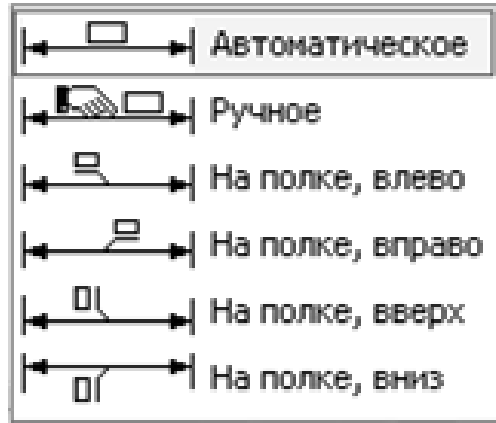 Автоматическое
Ручное
На полке, влево
На полке, вправо
На полке, вверх
На полке, вниз